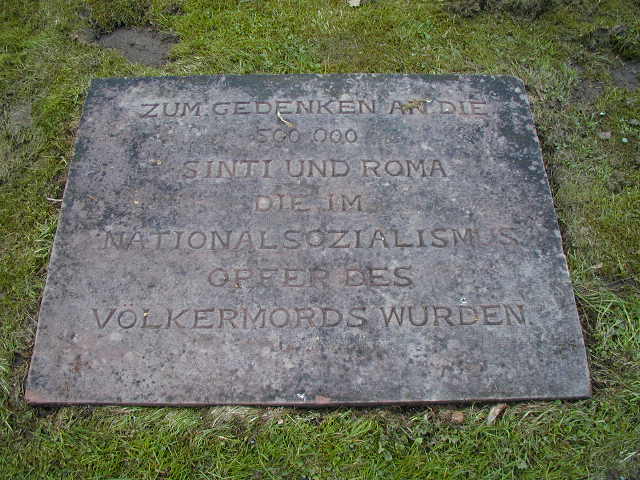 ZUM GEDENKEN AN DIE
500 000
SINTI UND ROMA
DIE IM
NATIONALSOZIALISMUS
OPFER DES
VÖLKERMORDS WURDEN